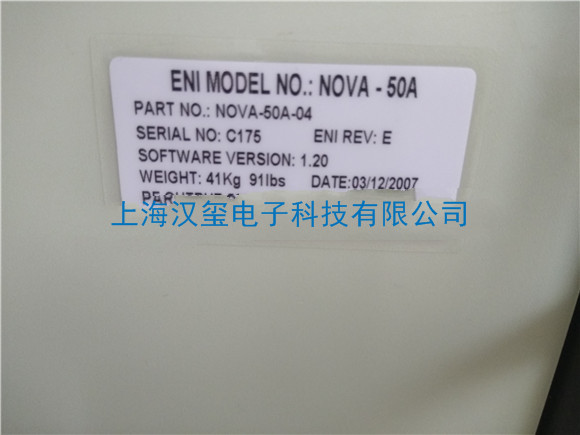 ENI MODEL NO.: NOVA - 50A
PART NO.: NOVA-50A-04
SERIAL NO: C175 ENI REV: E
SOFTWARE VERSION: 1.20
WEIGHT: 41Kg 91lbs DATE:03/12/2007
上海汉玺电子科技有限公司